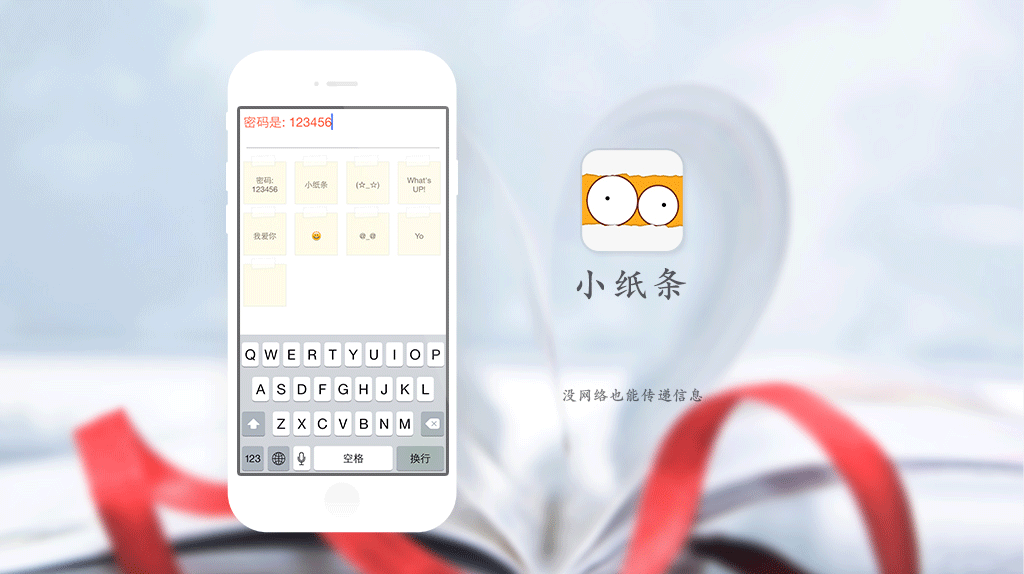 密码是: 123456
密码:
123456
小纸条
(☆_☆)
What's
UP!
我爱你
😀
@_@
Yo
Q W E R T Y U I O P
A S D F G H J K L
Z X C V B N M
123
空格
换行
小纸条
没网络也能传递信息